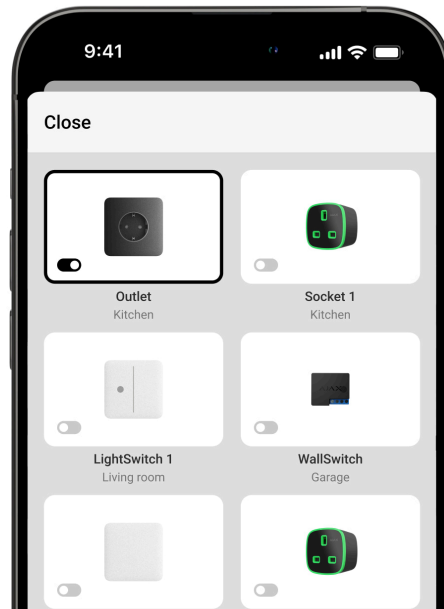 9:41
Close
Outlet
Kitchen
Socket 1
Kitchen
LightSwitch 1
Living room
WallSwitch
Garage